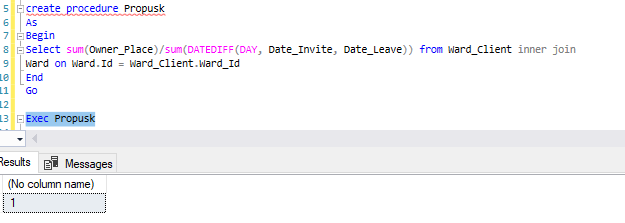 5 create procedure Propusk
6 As
7 Begin
8 Select sum(Owner_Place)/sum(DATEDIFF(DAY, Date_Invite, Date_Leave)) from Ward_Client inner join
9 Ward on Ward.Id = Ward_Client.Ward_Id
10 End
11 Go
12
13 Exec Propusk
Results Messages
(No column name)
1